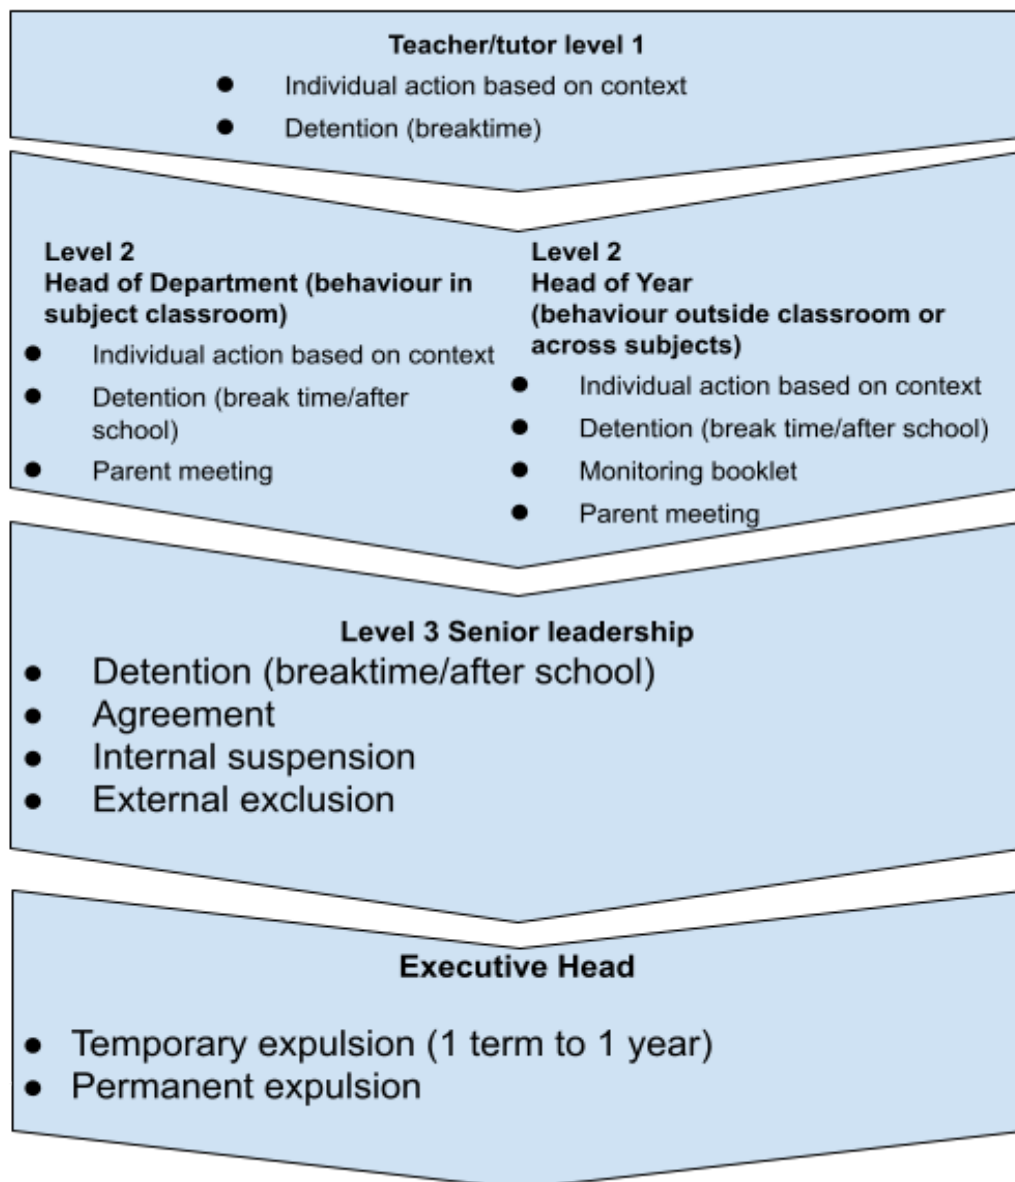 Teacher/tutor level 1
● Individual action based on context
● Detention (breaktime)
Level 2
Head of Department (behaviour in
subject classroom)
● Individual action based on context
● Detention (break time/after
school)
● Parent meeting
Level 2
Head of Year
(behaviour outside classroom or
across subjects)
● Individual action based on context
● Detention (break time/after school)
● Monitoring booklet
● Parent meeting
Level 3 Senior leadership
● Detention (breaktime/after school)
● Agreement
● Internal suspension
● External exclusion
Executive Head
● Temporary expulsion (1 term to 1 year)
● Permanent expulsion